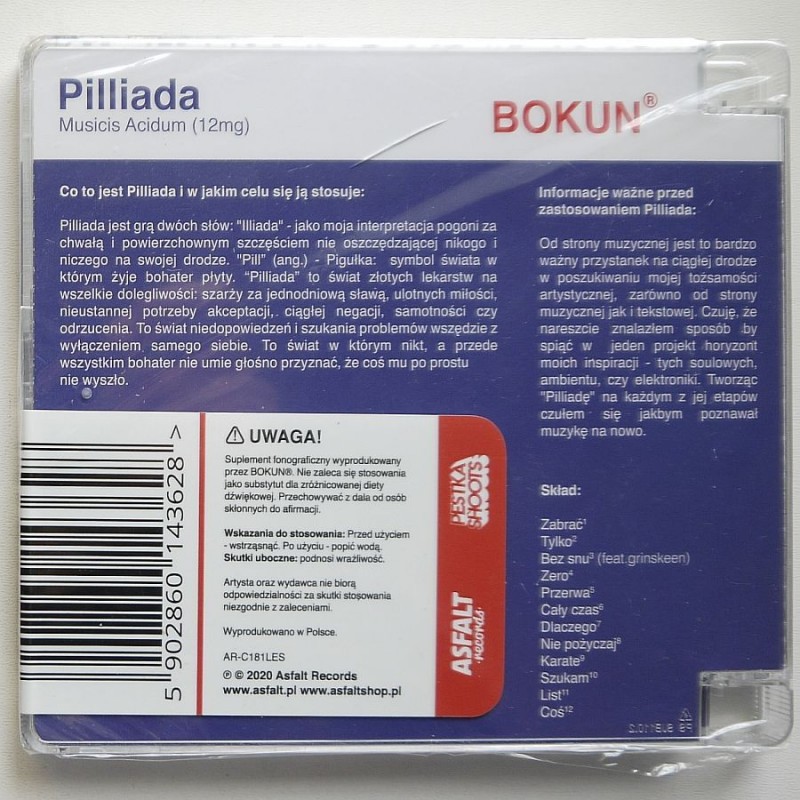 Pilliada
Musicis Acidum (12mg)
BOKUN®
Co to jest Pilliada i w jakim celu się ją stosuje:
Pilliada jest grą dwóch słów: "Illiada" - jako moja interpretacja pogoni za
chwałą i powierzchownym szczęściem nie oszczędzającej nikogo i
niczego na swojej drodze. "Pill” (ang.) - Pigułka: symbol świata w
którym żyje bohater płyty. “Pilliada” to świat złotych lekarstw na
wszelkie dolegliwości: szarży za jednodniową sławą, ulotnych miłości,
nieustannej potrzeby akceptacji, ciągłej negacji, samotności czy
odrzucenia. To świat niedopowiedzeń i szukania problemów wszędzie z
wyłączeniem samego siebie. To świat w którym nikt, a przede
wszystkim bohater nie umie głośno przyznać, że coś mu po prostu
nie wyszło.
Informacje ważne przed
zastosowaniem Pilliada:
Od strony muzycznej jest to bardzo
ważny przystanek na ciągłej drodze
w poszukiwaniu mojej tożsamości
artystycznej, zarówno od strony
muzycznej jak i tekstowej. Czuję, że
nareszcie znalazłem sposób by
spiąć w jeden projekt horyzont
moich inspiracji - tych soulowych,
ambientu, czy elektroniki. Tworząc
"Pilliadę" na każdym z jej etapów
czułem się jakbym poznawał
muzykę na nowo.
Skład:
Zabrać¹
Tylko²
Bez snu³ (feat.grinskeen)
Zero⁴
Przerwa⁵
Cały czas⁶
Dlaczego⁷
Nie pożyczaj⁸
Karate⁹
Szukam¹⁰
List¹¹
Coś¹²
5 902860 143628 >
⚠ UWAGA!
Suplement fonograficzny wyprodukowany
przez BOKUN®. Nie zaleca się stosowania
jako substytut dla zróżnicowanej diety
dźwiękowej. Przechowywać z dala od osób
skłonnych do afirmacji.
Wskazania do stosowania: Przed użyciem
- wstrząsnąć. Po użyciu - popić wodą.
Skutki uboczne: podnosi wrażliwość.
Artysta oraz wydawca nie biorą
odpowiedzialności za skutki stosowania
niezgodnie z zaleceniami.
Wyprodukowano w Polsce.
AR-C181LES
℗ © 2020 Asfalt Records
www.asfalt.pl www.asfaltshop.pl
PESTKA
SHOOTS
ASFALT
records